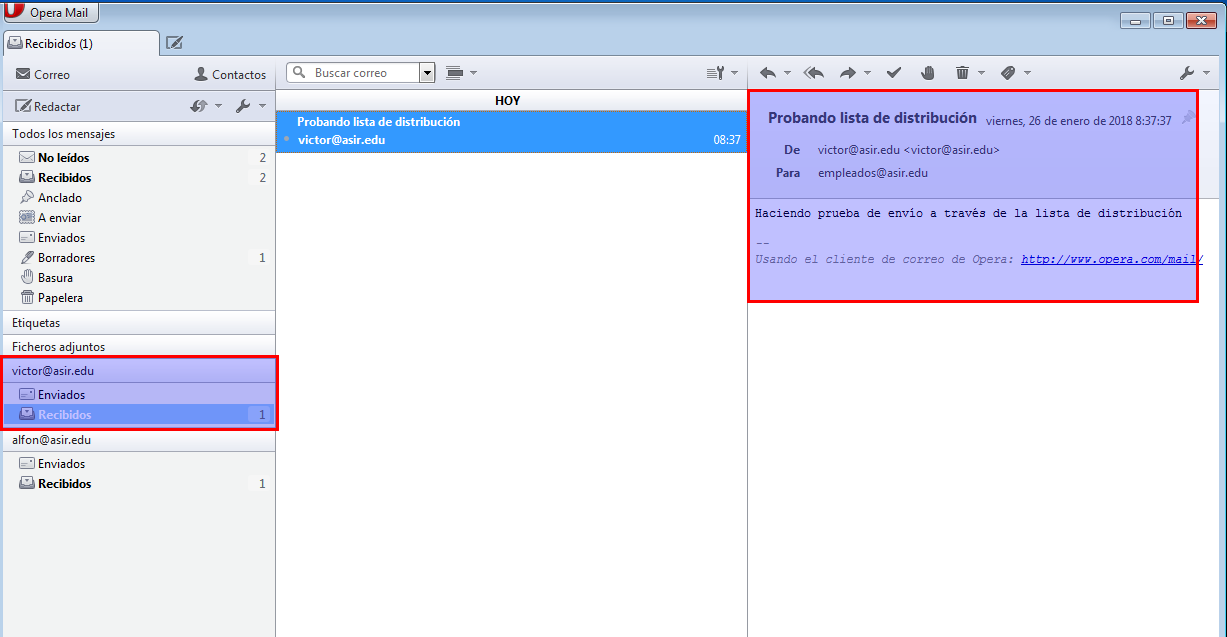 Opera Mail
Recibidos (1)
Correo
Contactos
Buscar correo
Redactar
Todos los mensajes
No leídos 2
Recibidos 2
Anclado
A enviar
Enviados
Borradores 1
Basura
Papelera
Etiquetas
Ficheros adjuntos
victor@asir.edu
Enviados
Recibidos 1
alfon@asir.edu
Enviados
Recibidos 1
HOY
Probando lista de distribución
victor@asir.edu 08:37
Probando lista de distribución viernes, 26 de enero de 2018 8:37:37
De victor@asir.edu <victor@asir.edu>
Para empleados@asir.edu
Haciendo prueba de envío a través de la lista de distribución
--
Usando el cliente de correo de Opera: http://www.opera.com/mail/